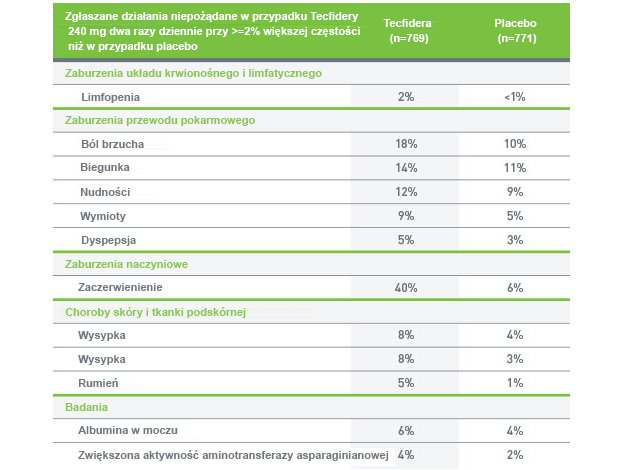 Zgłaszane działania niepożądane w przypadku Tecfidery
240 mg dwa razy dziennie przy >=2% większej częstości
niż w przypadku placebo
Tecfidera
(n=769)
Placebo
(n=771)
Zaburzenia układu krwionośnego i limfatycznego
Limfopenia 2% <1%
Zaburzenia przewodu pokarmowego
Ból brzucha 18% 10%
Biegunka 14% 11%
Nudności 12% 9%
Wymioty 9% 5%
Dyspepsja 5% 3%
Zaburzenia naczyniowe
Zaczerwienienie 40% 6%
Choroby skóry i tkanki podskórnej
Wysypka 8% 4%
Wysypka 8% 3%
Rumień 5% 1%
Badania
Albumina w moczu 6% 4%
Zwiększona aktywność aminotransferazy asparaginianowej 4% 2%